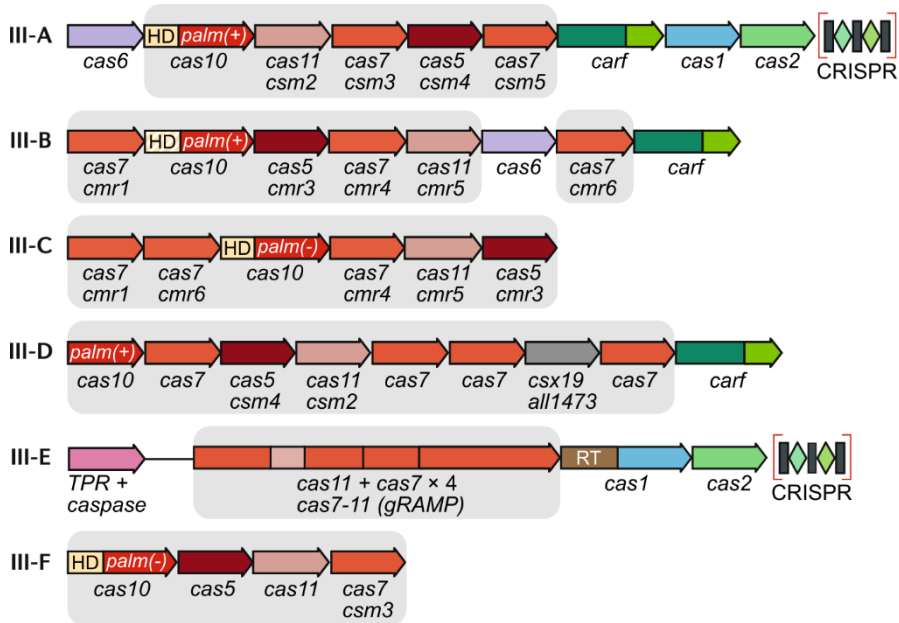 III-A
HD palm(+)
cas6 cas10 cas11 cas7 cas5 cas7 carf cas1 cas2 CRISPR
csm2 csm3 csm4 csm5
III-B
HD palm(+)
cas7 cas10 cas5 cas7 cas11 cas6 cas7 carf
cmr1 cmr3 cmr4 cmr5 cmr6
III-C
HD palm(-)
cas7 cas7 cas10 cas7 cas11 cas5
cmr1 cmr6 cmr4 cmr5 cmr3
III-D
palm(+)
cas10 cas7 cas5 cas11 cas7 cas7 csx19 cas7 carf
csm4 csm2 all1473
III-E
RT
TPR + cas11 + cas7 × 4 cas1 cas2 CRISPR
caspase cas7-11 (gRAMP)
III-F
HD palm(-)
cas10 cas5 cas11 cas7
csm3